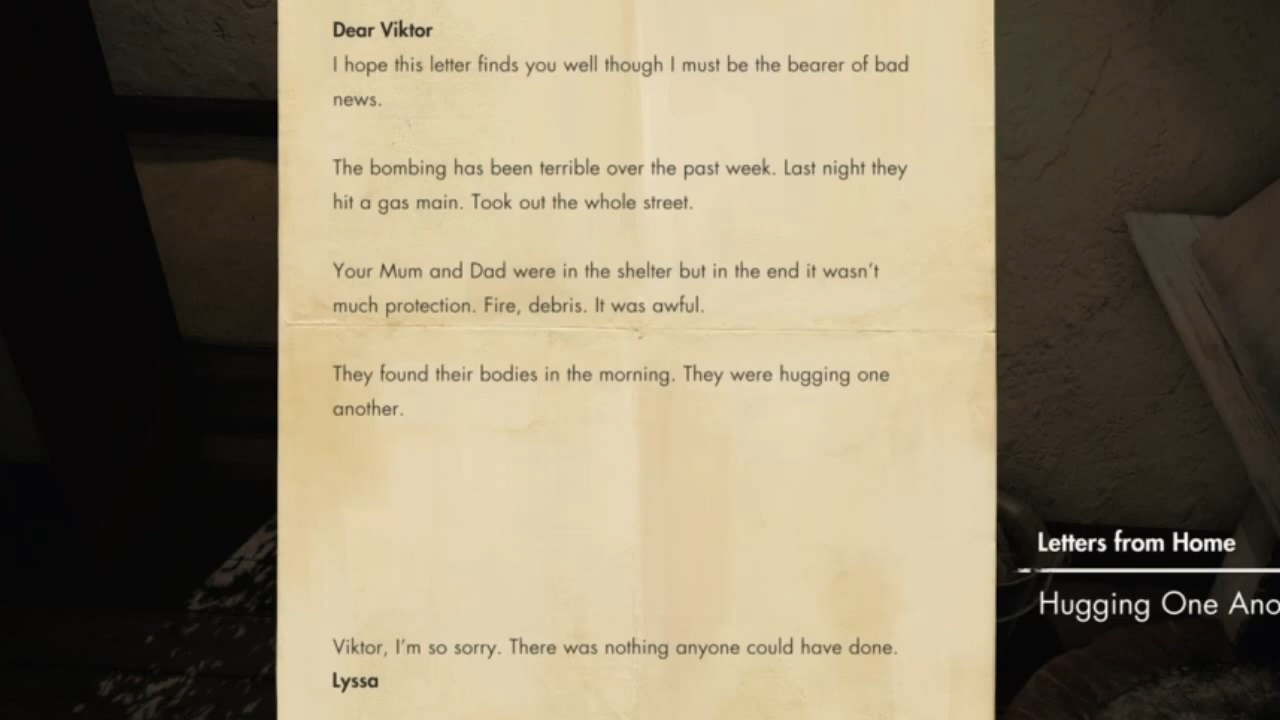 Dear Viktor
I hope this letter finds you well though I must be the bearer of bad
news.
The bombing has been terrible over the past week. Last night they
hit a gas main. Took out the whole street.
Your Mum and Dad were in the shelter but in the end it wasn't
much protection. Fire, debris. It was awful.
They found their bodies in the morning. They were hugging one
another.
Viktor, I'm so sorry. There was nothing anyone could have done.
Lyssa
Letters from Home
Hugging One Ano